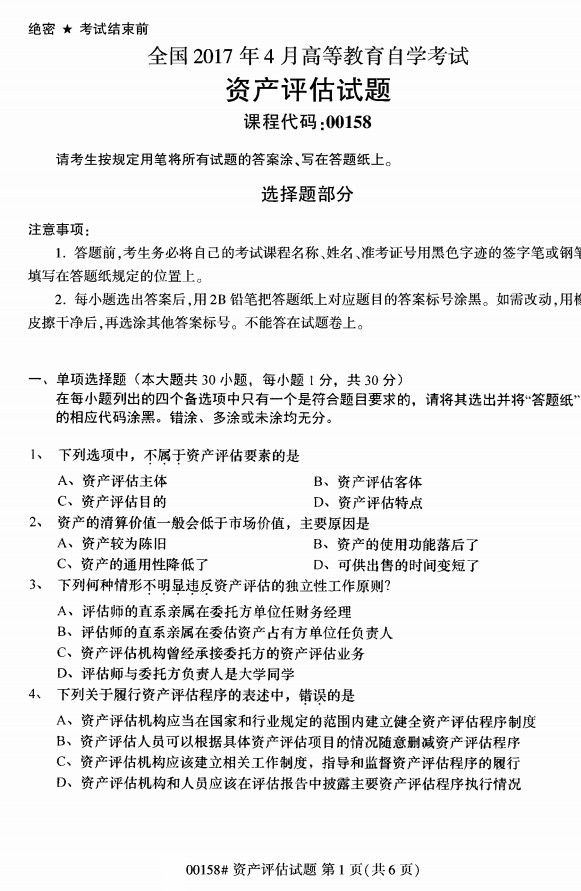 绝密 ★ 考试结束前
全国 2017 年 4 月高等教育自学考试
资产评估试题
课程代码:00158
请考生按规定用笔将所有试题的答案涂、写在答题纸上。
选择题部分
注意事项:
1. 答题前,考生务必将自己的考试课程名称、姓名、准考证号用黑色字迹的签字笔或钢笔
填写在答题纸规定的位置上。
2. 每小题选出答案后,用 2B 铅笔把答题纸上对应题目的答案标号涂黑。如需改动,用橡
皮擦干净后,再选涂其他答案标号。不能答在试题卷上。
一、单项选择题（本大题共 30 小题，每小题 1 分，共 30 分）
在每小题列出的四个备选项中只有一个是符合题目要求的，请将其选出并将“答题纸”
的相应代码涂黑。错涂、多涂或未涂均无分。
1、 下列选项中，不属于资产评估要素的是
A、资产评估主体 B、资产评估客体
C、资产评估目的 D、资产评估特点
2、 资产的清算价值一般会低于市场价值，主要原因是
A、资产较为陈旧 B、资产的使用功能落后了
C、资产的通用性降低了 D、可供出售的时间变短了
3、 下列何种情形不明显违反资产评估的独立性工作原则?
A、评估师的直系亲属在委托方单位任财务经理
B、评估师的直系亲属在委估资产占有方单位任负责人
C、资产评估机构曾经承接委托方的资产评估业务
D、评估师与委托方负责人是大学同学
4、 下列关于履行资产评估程序的表述中，错误的是
A、资产评估机构应当在国家和行业规定的范围内建立健全资产评估程序制度
B、资产评估人员可以根据具体资产评估项目的情况随意删减资产评估程序
C、资产评估机构应该建立相关工作制度，指导和监督资产评估程序的履行
D、资产评估机构和人员应该在评估报告中披露主要资产评估程序执行情况
00158# 资产评估试题 第 1 页(共 6 页)